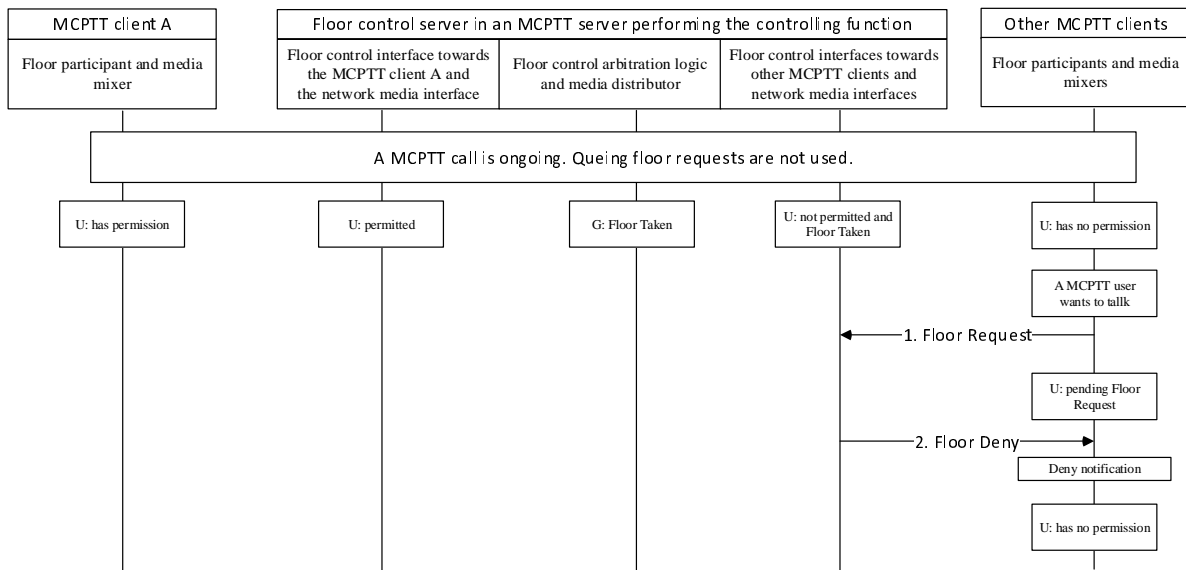 MCPTT client A
Floor participant and media
mixer
Floor control server in an MCPTT server performing the controlling function
Floor control interface towards
the MCPTT client A and
the network media interface
Floor control arbitration logic
and media distributor
Floor control interfaces towards
other MCPTT clients and
network media interfaces
Other MCPTT clients
Floor participants and media
mixers
A MCPTT call is ongoing. Queing floor requests are not used.
U: has permission
U: permitted
G: Floor Taken
U: not permitted and
Floor Taken
U: has no permission
A MCPTT user
wants to tallk
1. Floor Request
U: pending Floor
Request
2. Floor Deny
Deny notification
U: has no permission